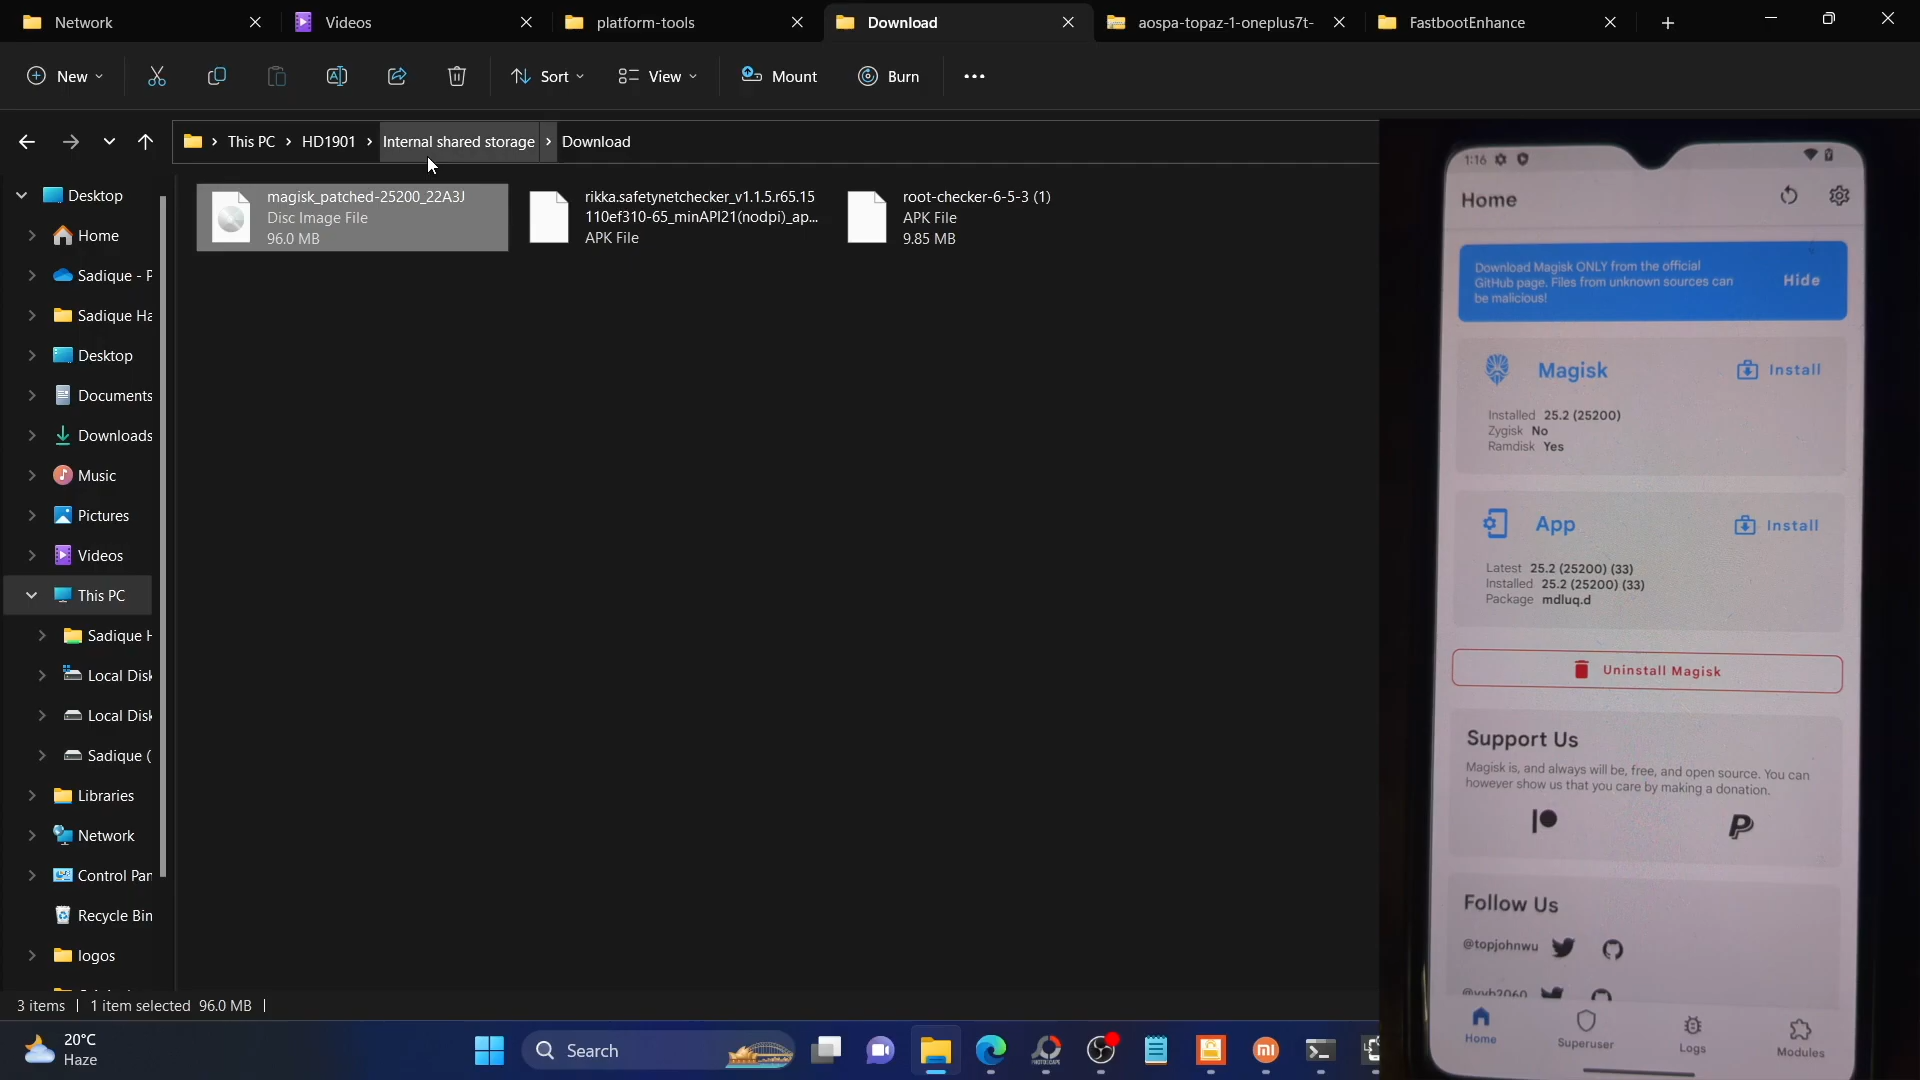 Network
Videos
platform-tools
Download
aospa-topaz-1-oneplus7t-
FastbootEnhance
New
Sort
View
Mount
Burn
This PC
HD1901
Internal shared storage
Download
Desktop
Home
Sadique - P
Sadique Ha
Desktop
Documents
Downloads
Music
Pictures
Videos
This PC
Sadique H
Local Disk
Local Disk
Sadique (
Libraries
Network
Control Pan
Recycle Bin
logos
magisk_patched-25200_22A3J
Disc Image File
96.0 MB
rikka.safetynetchecker_v1.1.5.r65.15
110ef310-65_minAPI21(nodpi)_ap...
APK File
root-checker-6-5-3 (1)
APK File
9.85 MB
3 items
1 item selected 96.0 MB
20°C
Haze
Search
1:16
Home
Download Magisk ONLY from the official
GitHub page. Files from unknown sources can
be malicious!
Hide
Magisk
Install
Installed 25.2 (25200)
Zygisk No
Ramdisk Yes
App
Install
Latest 25.2 (25200) (33)
Installed 25.2 (25200) (33)
Package mdluq.d
Uninstall Magisk
Support Us
Magisk is, and always will be, free, and open source. You can
however show us that you care by making a donation.
Follow Us
@topjohnwu
Home
Superuser
Logs
Modules